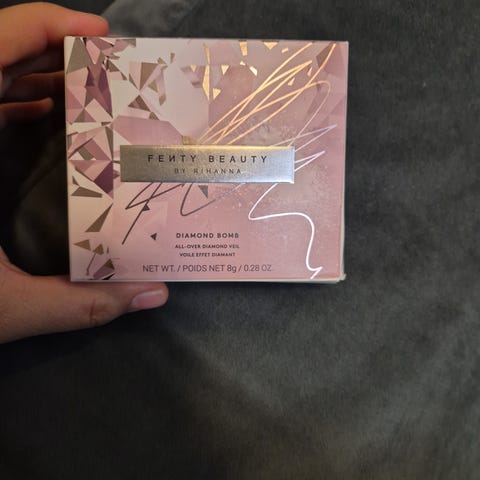 FEИTY BEAUTY
BY RIHANNA
DIAMOND BOMB
ALL-OVER DIAMOND VEIL
VOILE EFFET DIAMANT
NET WT. / POIDS NET 8g / 0.28 OZ.